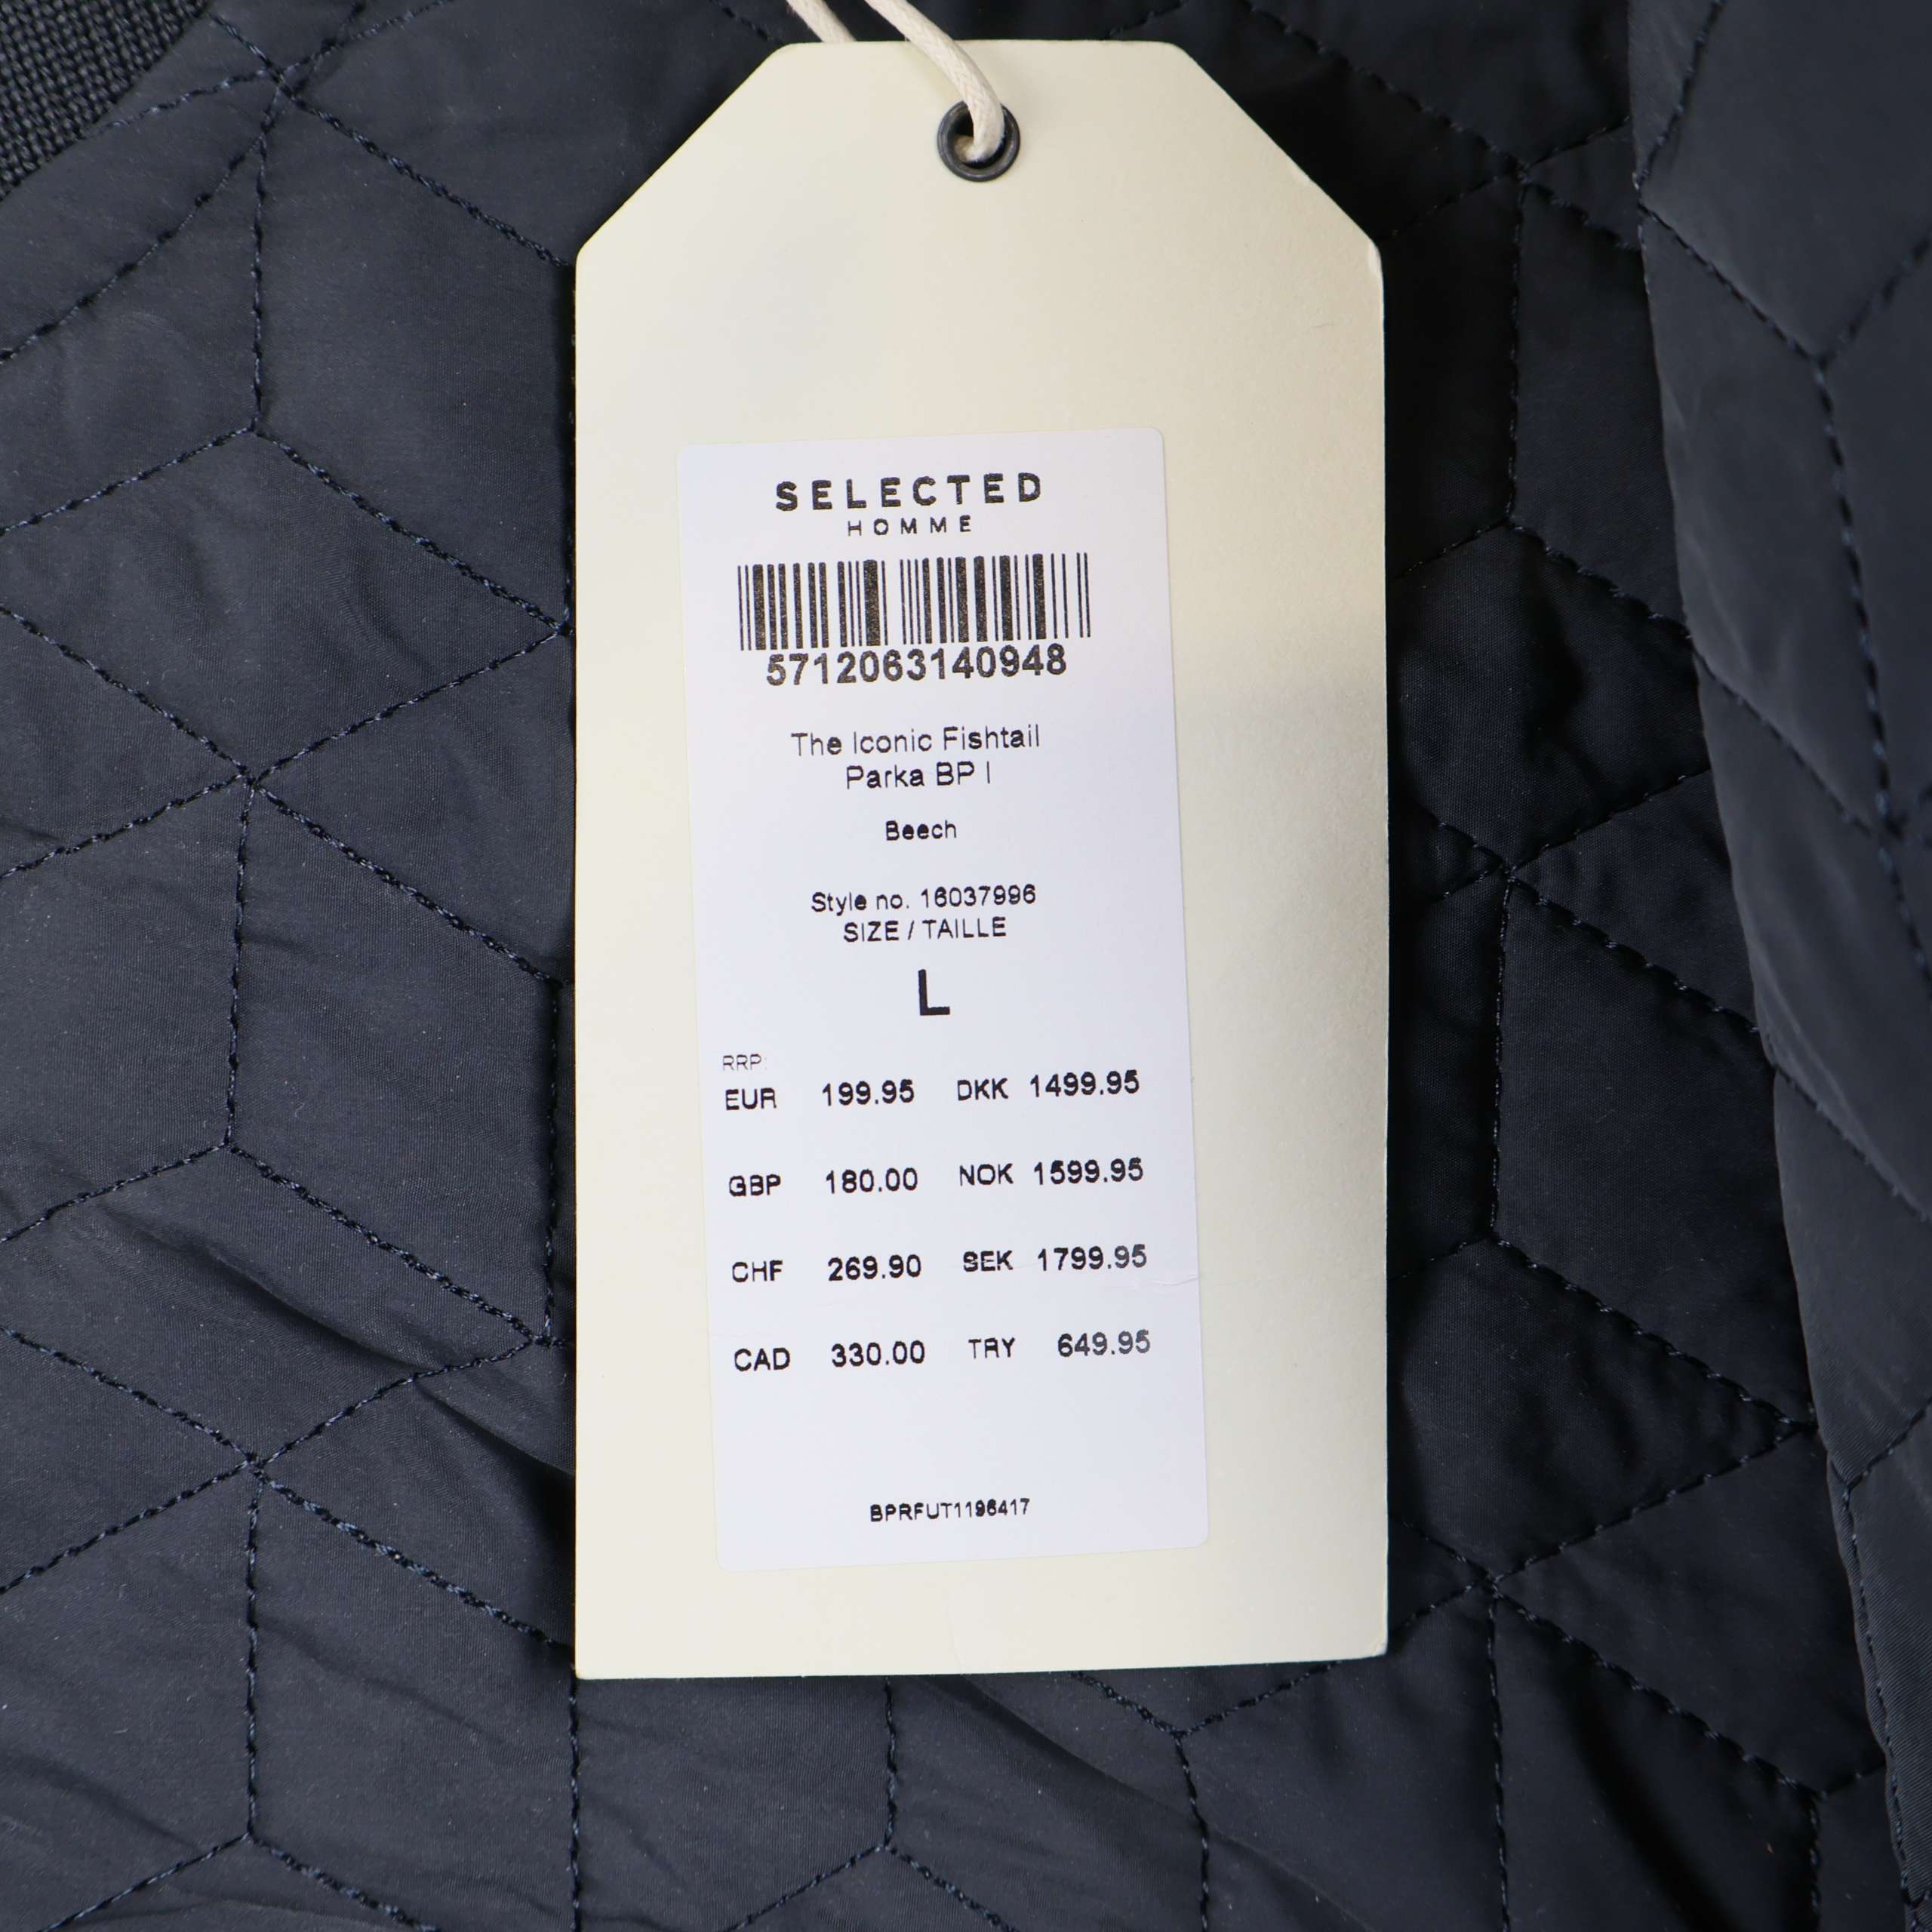 SELECTED
HOMME
5712063140948
The Iconic Fishtail
Parka BP I
Beech
Style no. 16037996
SIZE / TAILLE
L
RRP:
EUR 199.95 DKK 1499.95
GBP 180.00 NOK 1599.95
CHF 269.90 SEK 1799.95
CAD 330.00 TRY 649.95
BPRFUT1196417